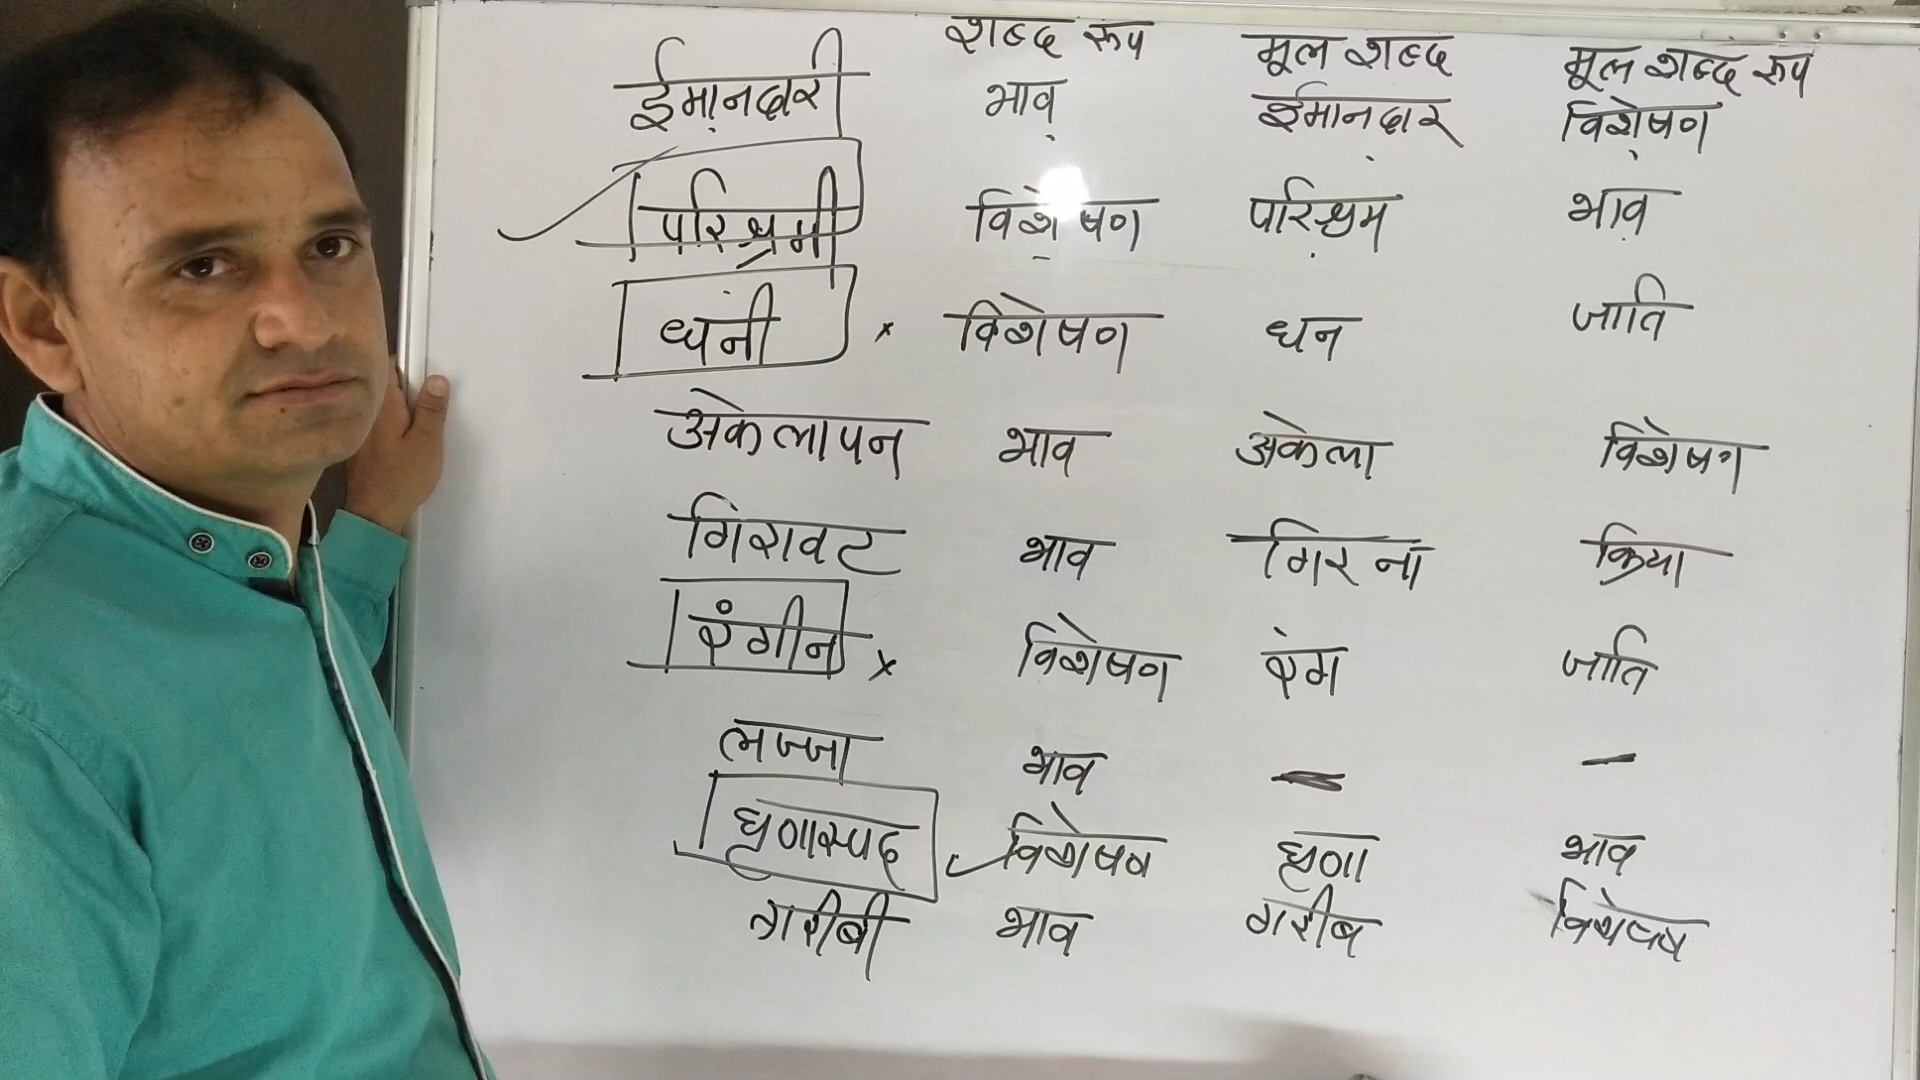 शब्द रूप मूल शब्द मूल शब्द रूप
ईमानदारी भाव ईमानदार विशेषण
परिश्रमी विशेषण परिश्रम भाव
धनी x विशेषण धन जाति
अकेलापन भाव अकेला विशेषण
गिरावट भाव गिरना क्रिया
रंगीन x विशेषण रंग जाति
लज्जा भाव - -
घृणास्पद विशेषण घृणा भाव
गरीबी भाव गरीब विशेषण